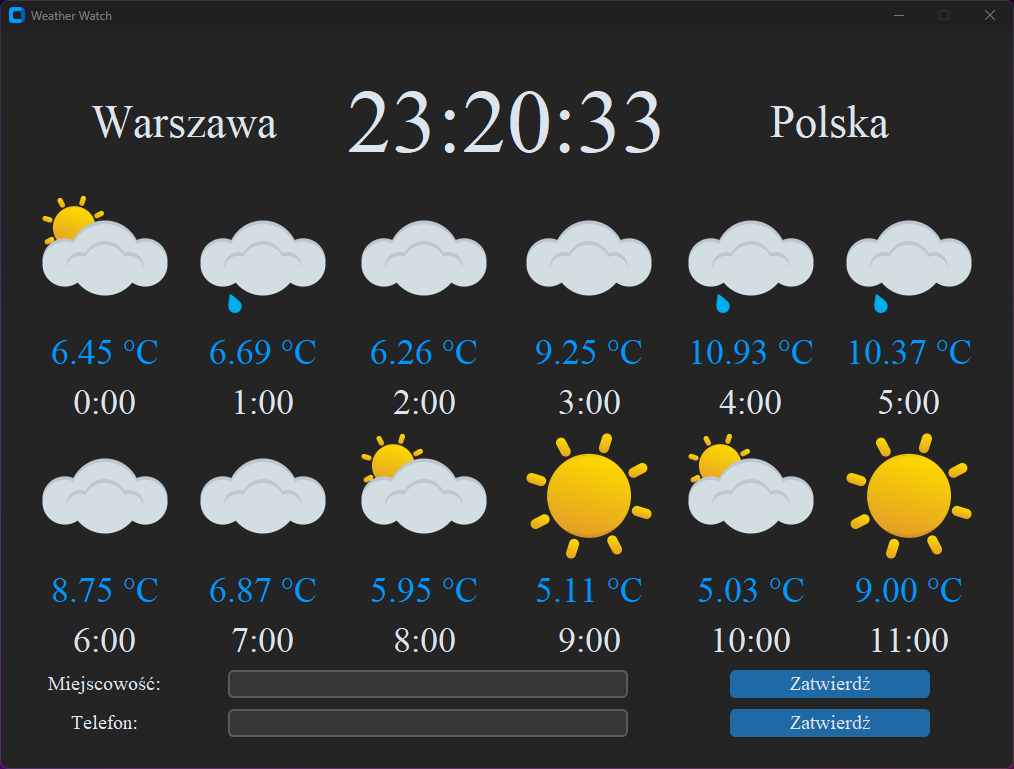 Weather Watch
Warszawa 23:20:33 Polska
6.45 °C 6.69 °C 6.26 °C 9.25 °C 10.93 °C 10.37 °C
0:00 1:00 2:00 3:00 4:00 5:00
8.75 °C 6.87 °C 5.95 °C 5.11 °C 5.03 °C 9.00 °C
6:00 7:00 8:00 9:00 10:00 11:00
Miejscowość: Zatwierdź
Telefon: Zatwierdź